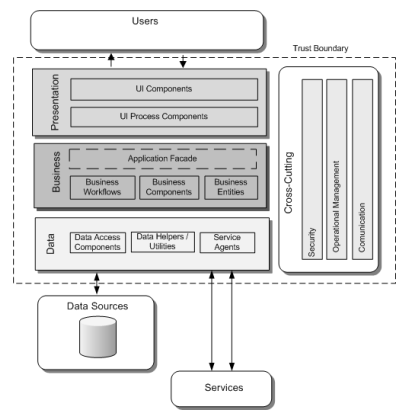 Users
Trust Boundary
Presentation
UI Components
UI Process Components
Business
Application Facade
Business
Workflows
Business
Components
Business
Entities
Data
Data Access
Components
Data Helpers /
Utilities
Service
Agents
Cross-Cutting
Security
Operational Management
Comunication
Data Sources
Services